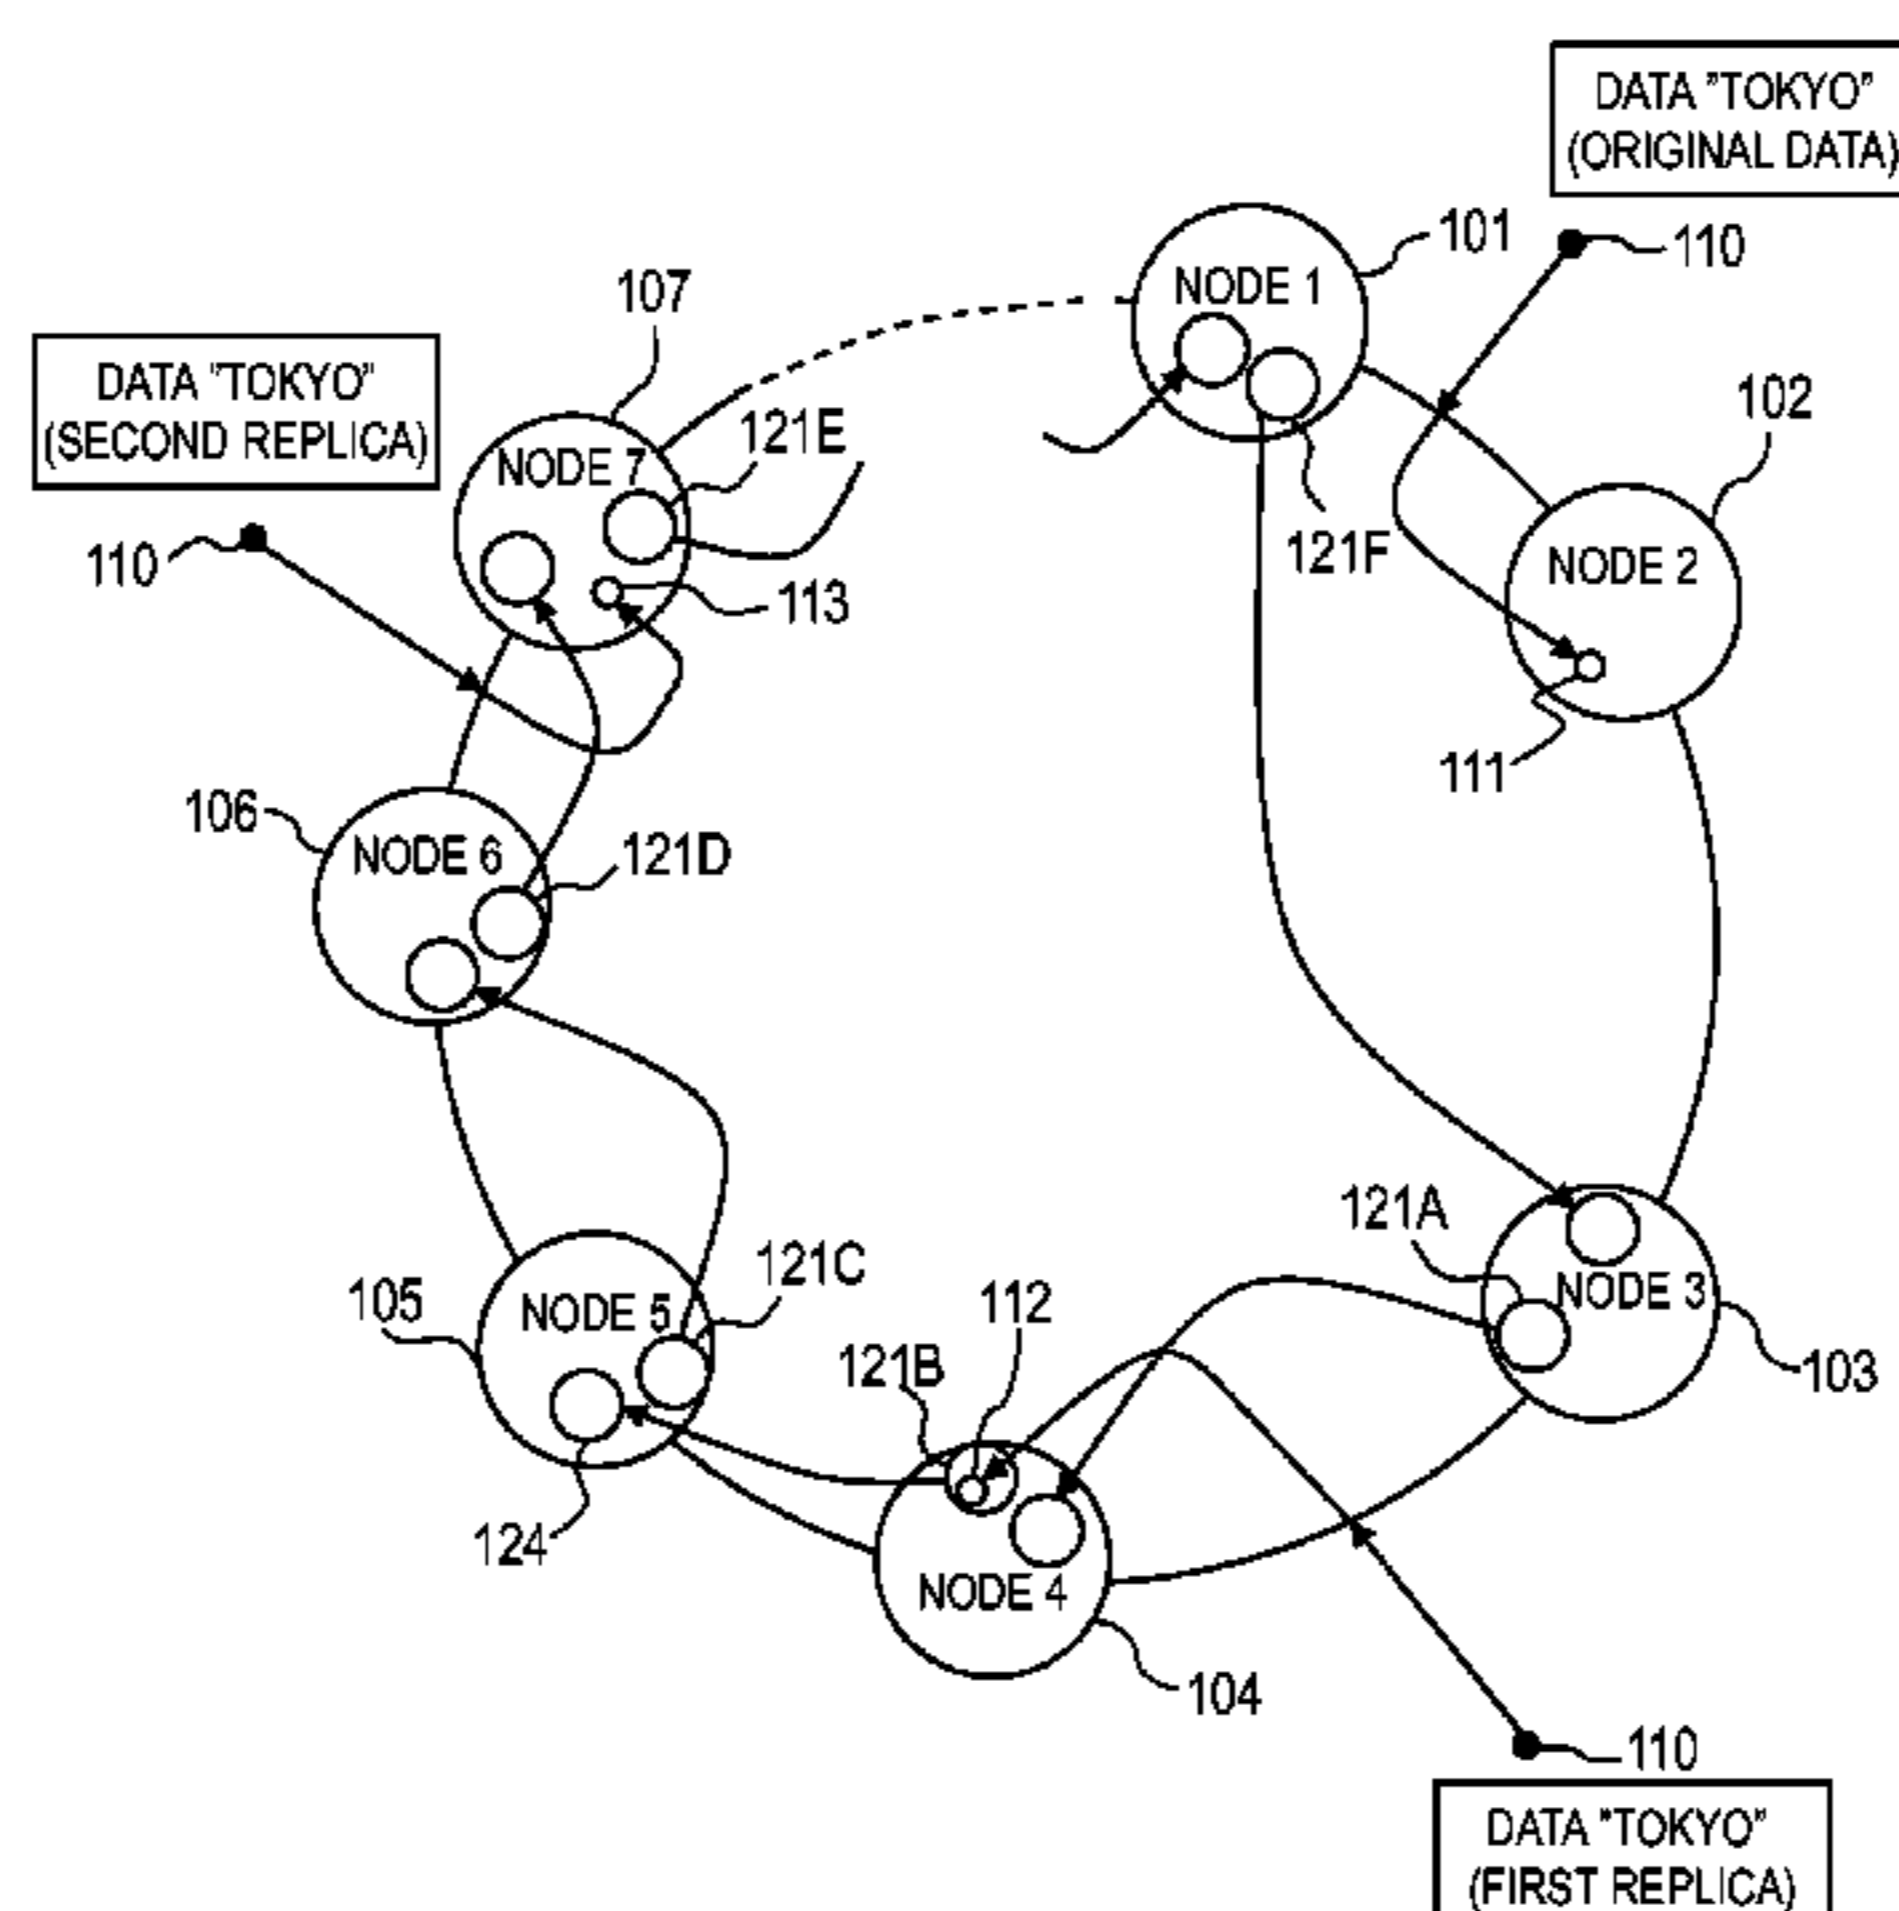 DATA "TOKYO"
(ORIGINAL DATA)
101
110
NODE 1
107
DATA "TOKYO"
(SECOND REPLICA)
102
121E
NODE 7
110
121F
NODE 2
113
111
106
NODE 6
121D
121A
121C
NODE 3
105
NODE 5
112
121B
103
124
NODE 4
104
110
DATA "TOKYO"
(FIRST REPLICA)